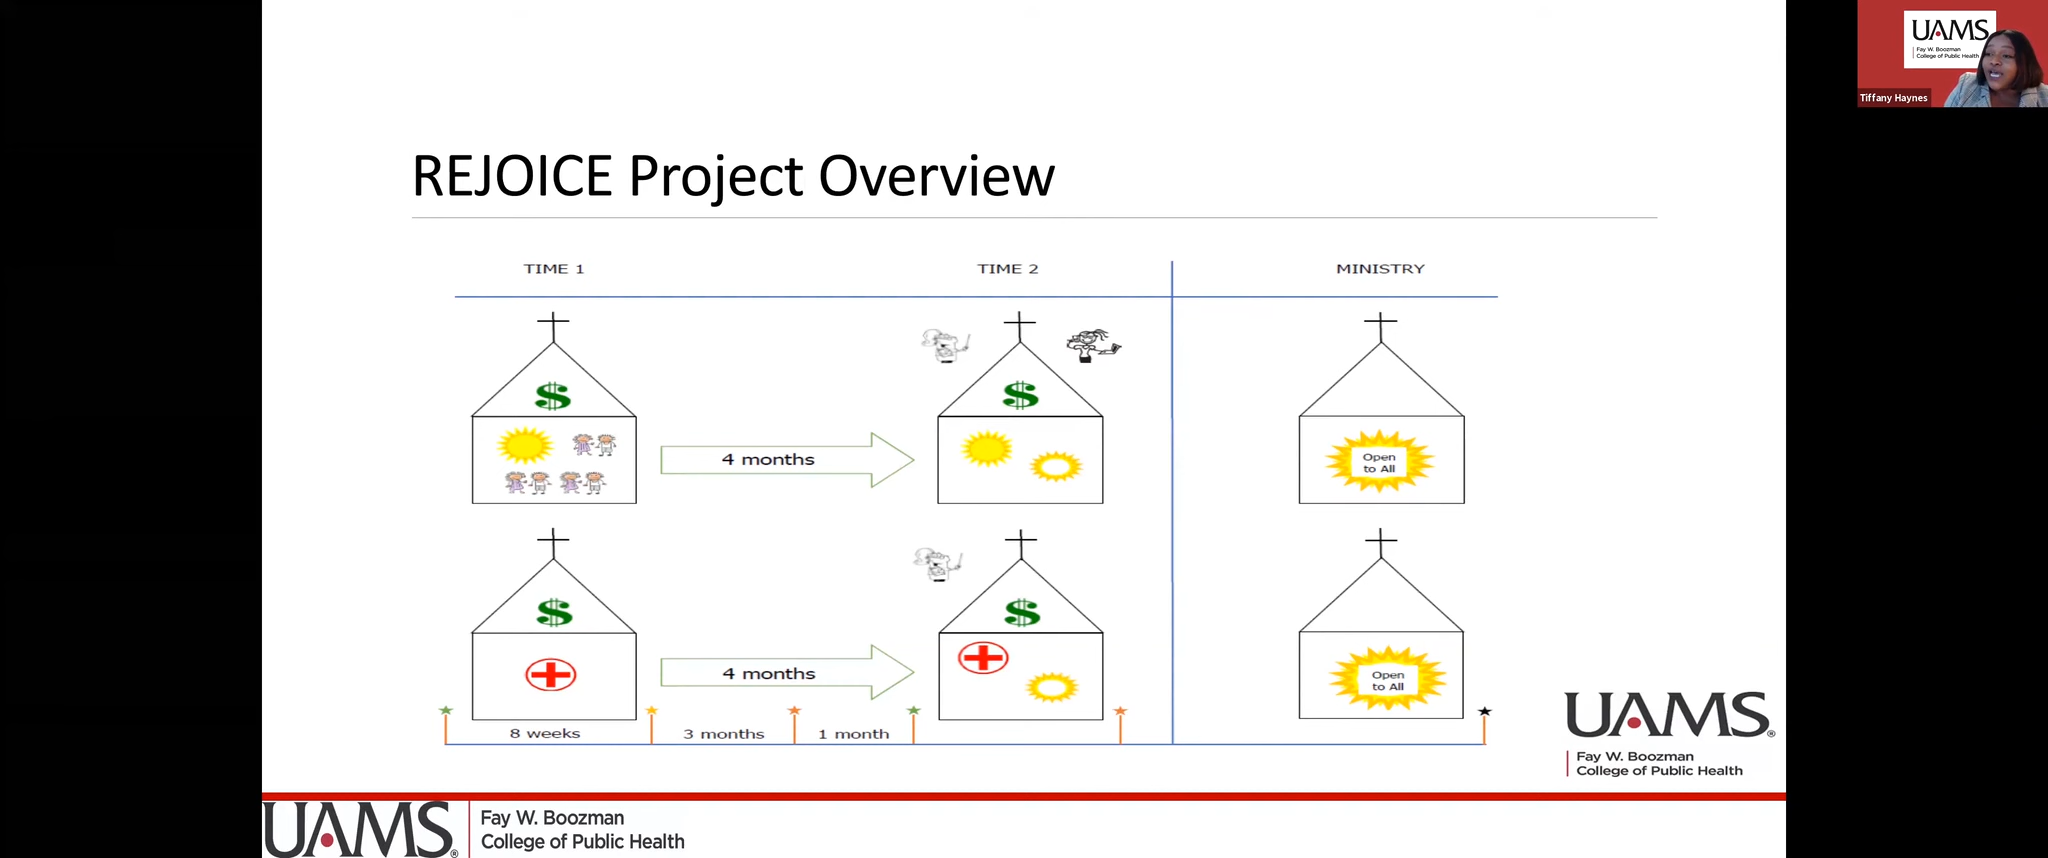 REJOICE Project Overview
TIME 1
TIME 2
MINISTRY
$
$
4 months
Open
to All
$
$
4 months
Open
to All
8 weeks
3 months
1 month
UAMS®
Fay W. Boozman
College of Public Health
UAMS®
Fay W. Boozman
College of Public Health
UAMS
Fay W. Boozman
College of Public Health
Tiffany Haynes